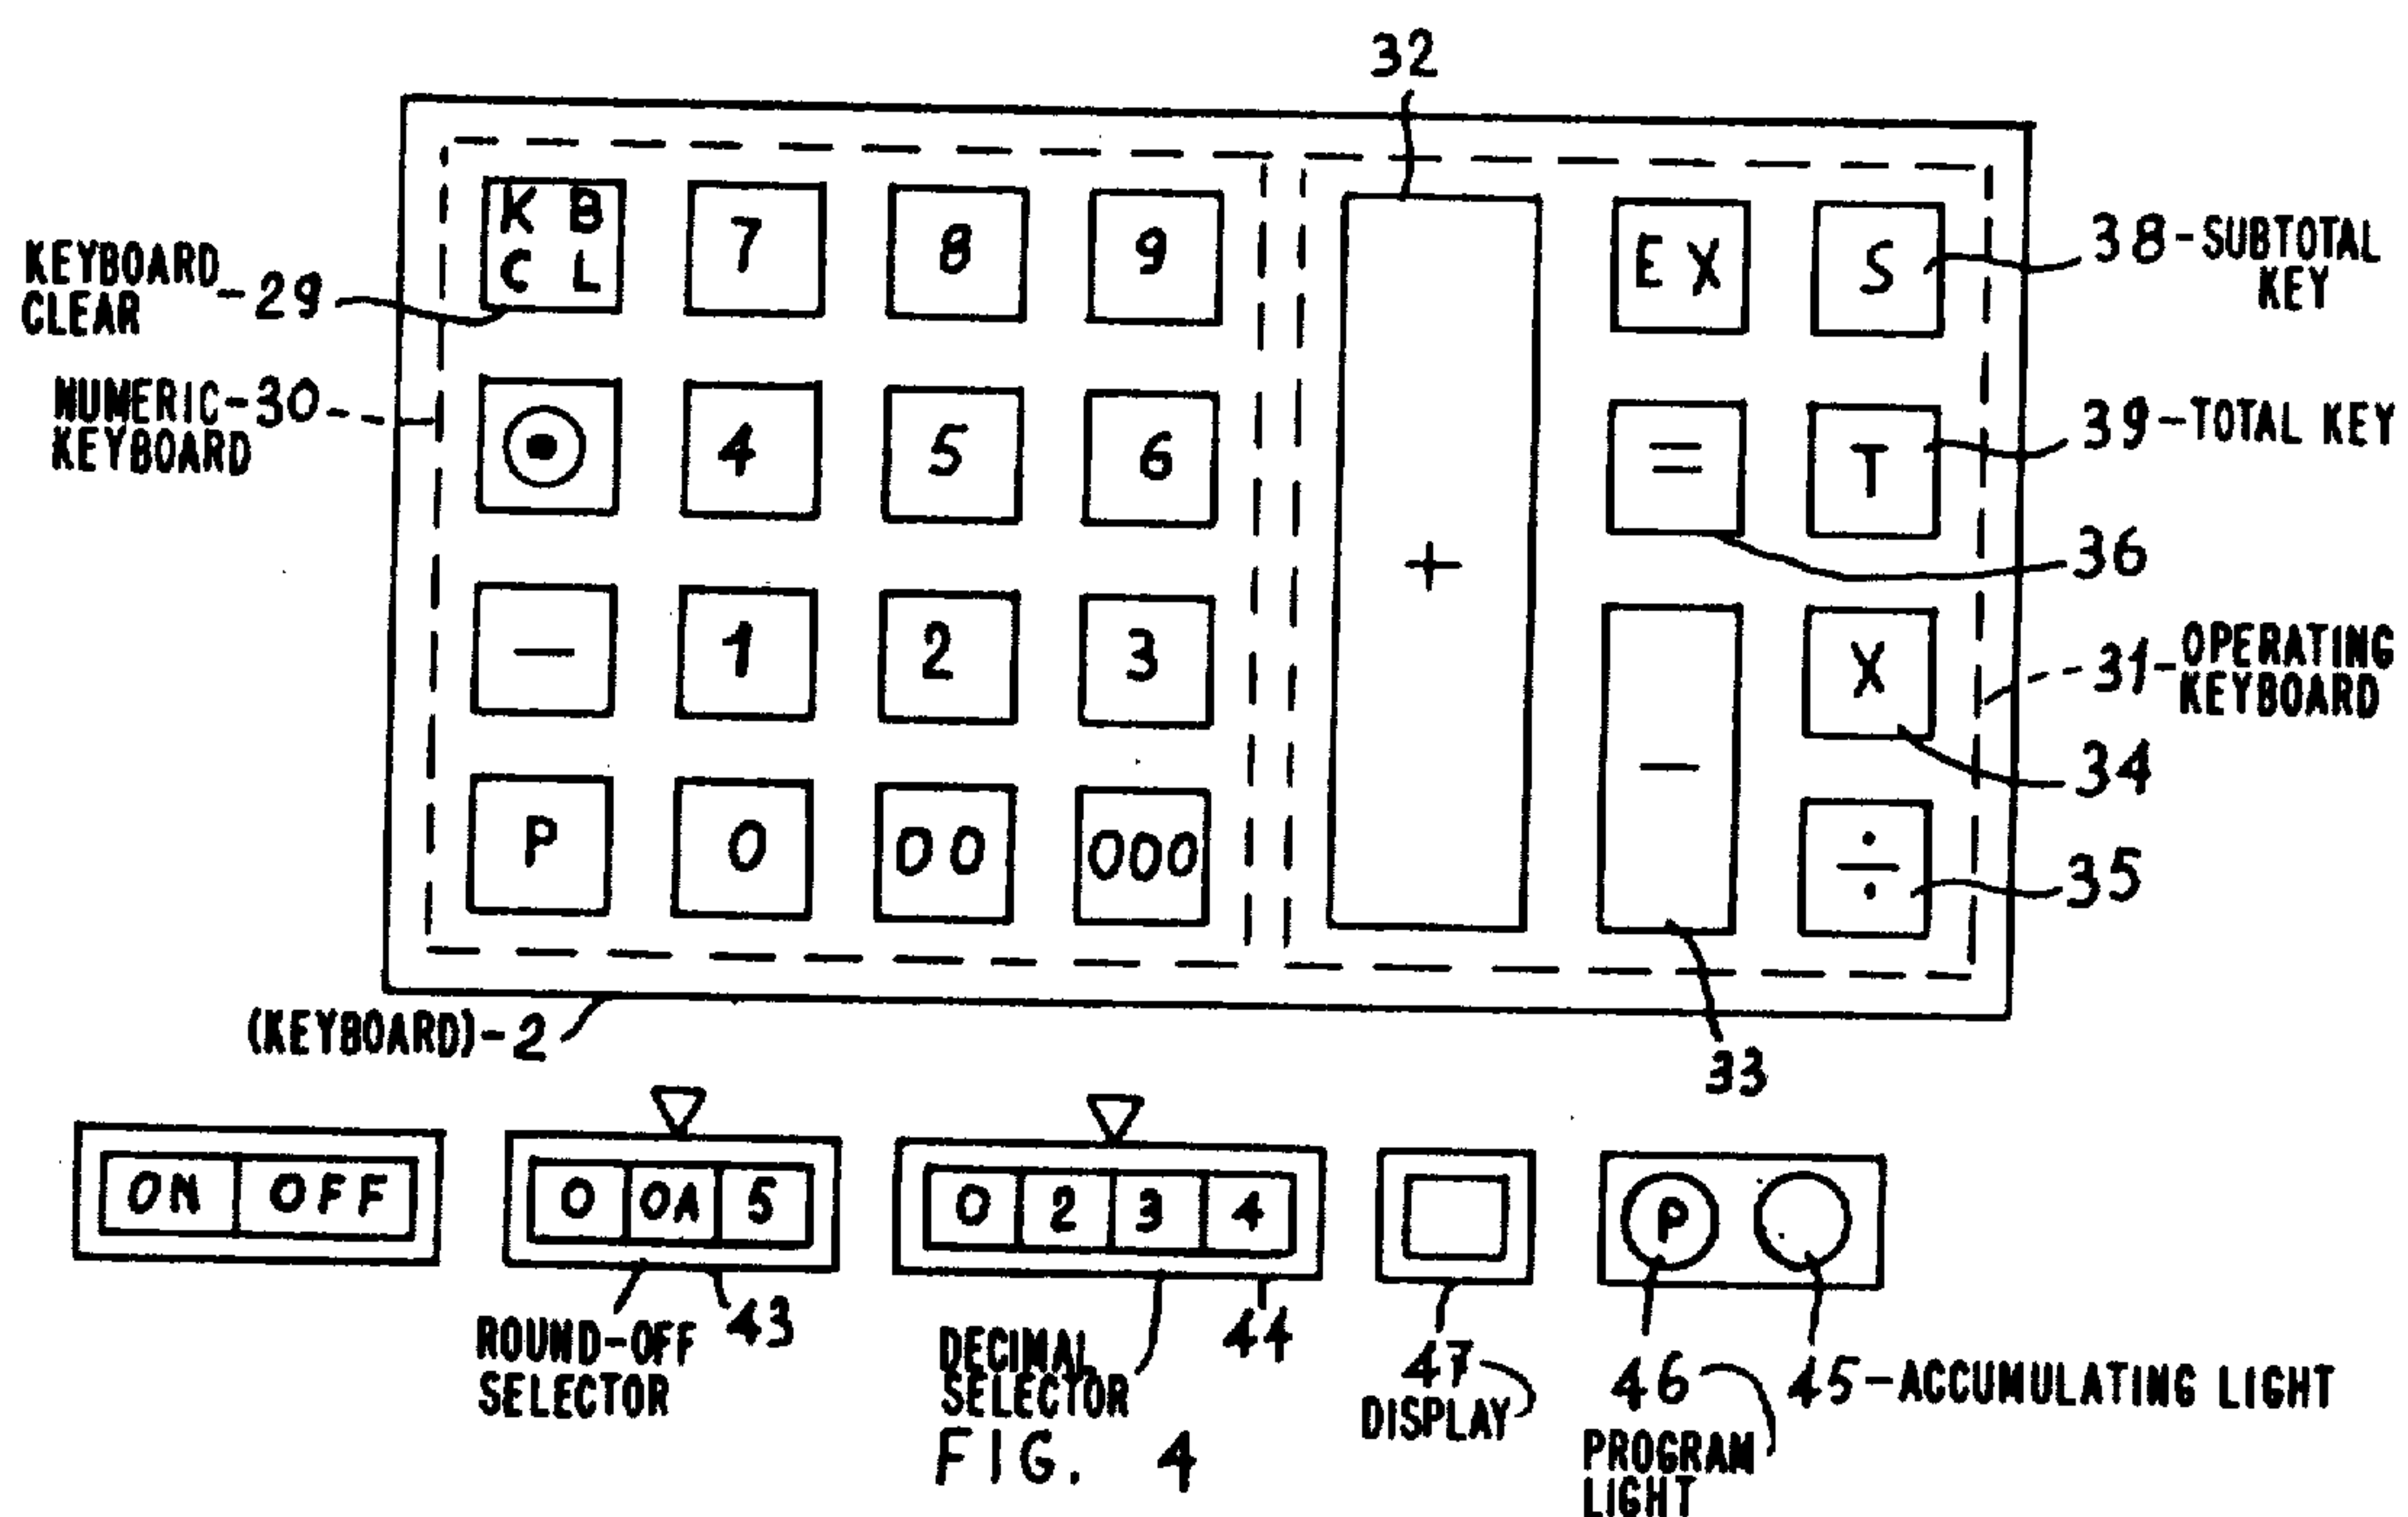 32
K B
C L
7
8
9
EX
S
38-SUBTOTAL
KEY
KEYBOARD
CLEAR
-29
NUMERIC-30
KEYBOARD
4
5
6
=
T
39-TOTAL KEY
+
36
—
1
2
3
X
31-OPERATING
KEYBOARD
—
34
P
0
00
000
÷
35
(KEYBOARD)-2
33
ON OFF
0 0A 5
0 2 3 4
P
ROUND-OFF
SELECTOR
43
DECIMAL
SELECTOR
44
47
DISPLAY
46
PROGRAM
LIGHT
45-ACCUMULATING LIGHT
FIG. 4